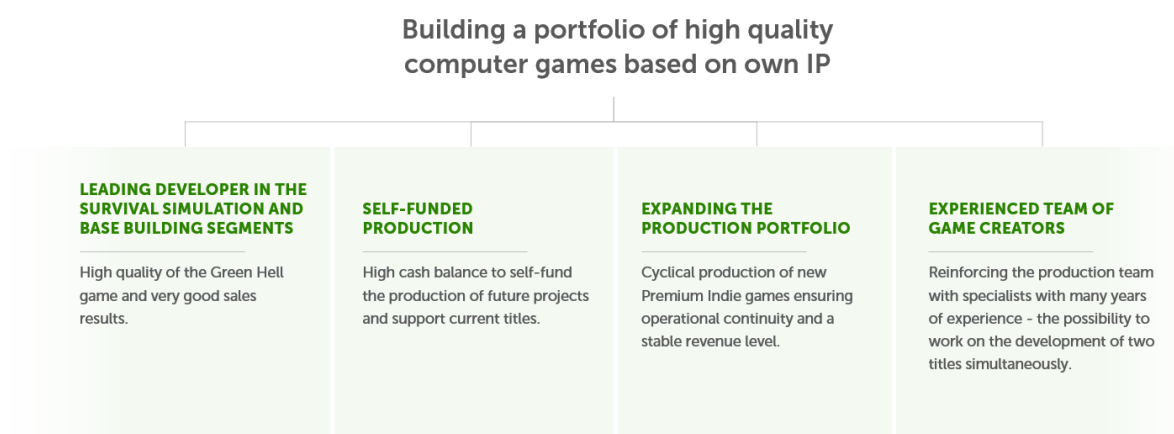 Building a portfolio of high quality
computer games based on own IP
LEADING DEVELOPER IN THE
SURVIVAL SIMULATION AND
BASE BUILDING SEGMENTS
High quality of the Green Hell
game and very good sales
results.
SELF-FUNDED
PRODUCTION
High cash balance to self-fund
the production of future projects
and support current titles.
EXPANDING THE
PRODUCTION PORTFOLIO
Cyclical production of new
Premium Indie games ensuring
operational continuity and a
stable revenue level.
EXPERIENCED TEAM OF
GAME CREATORS
Reinforcing the production team
with specialists with many years
of experience - the possibility to
work on the development of two
titles simultaneously.